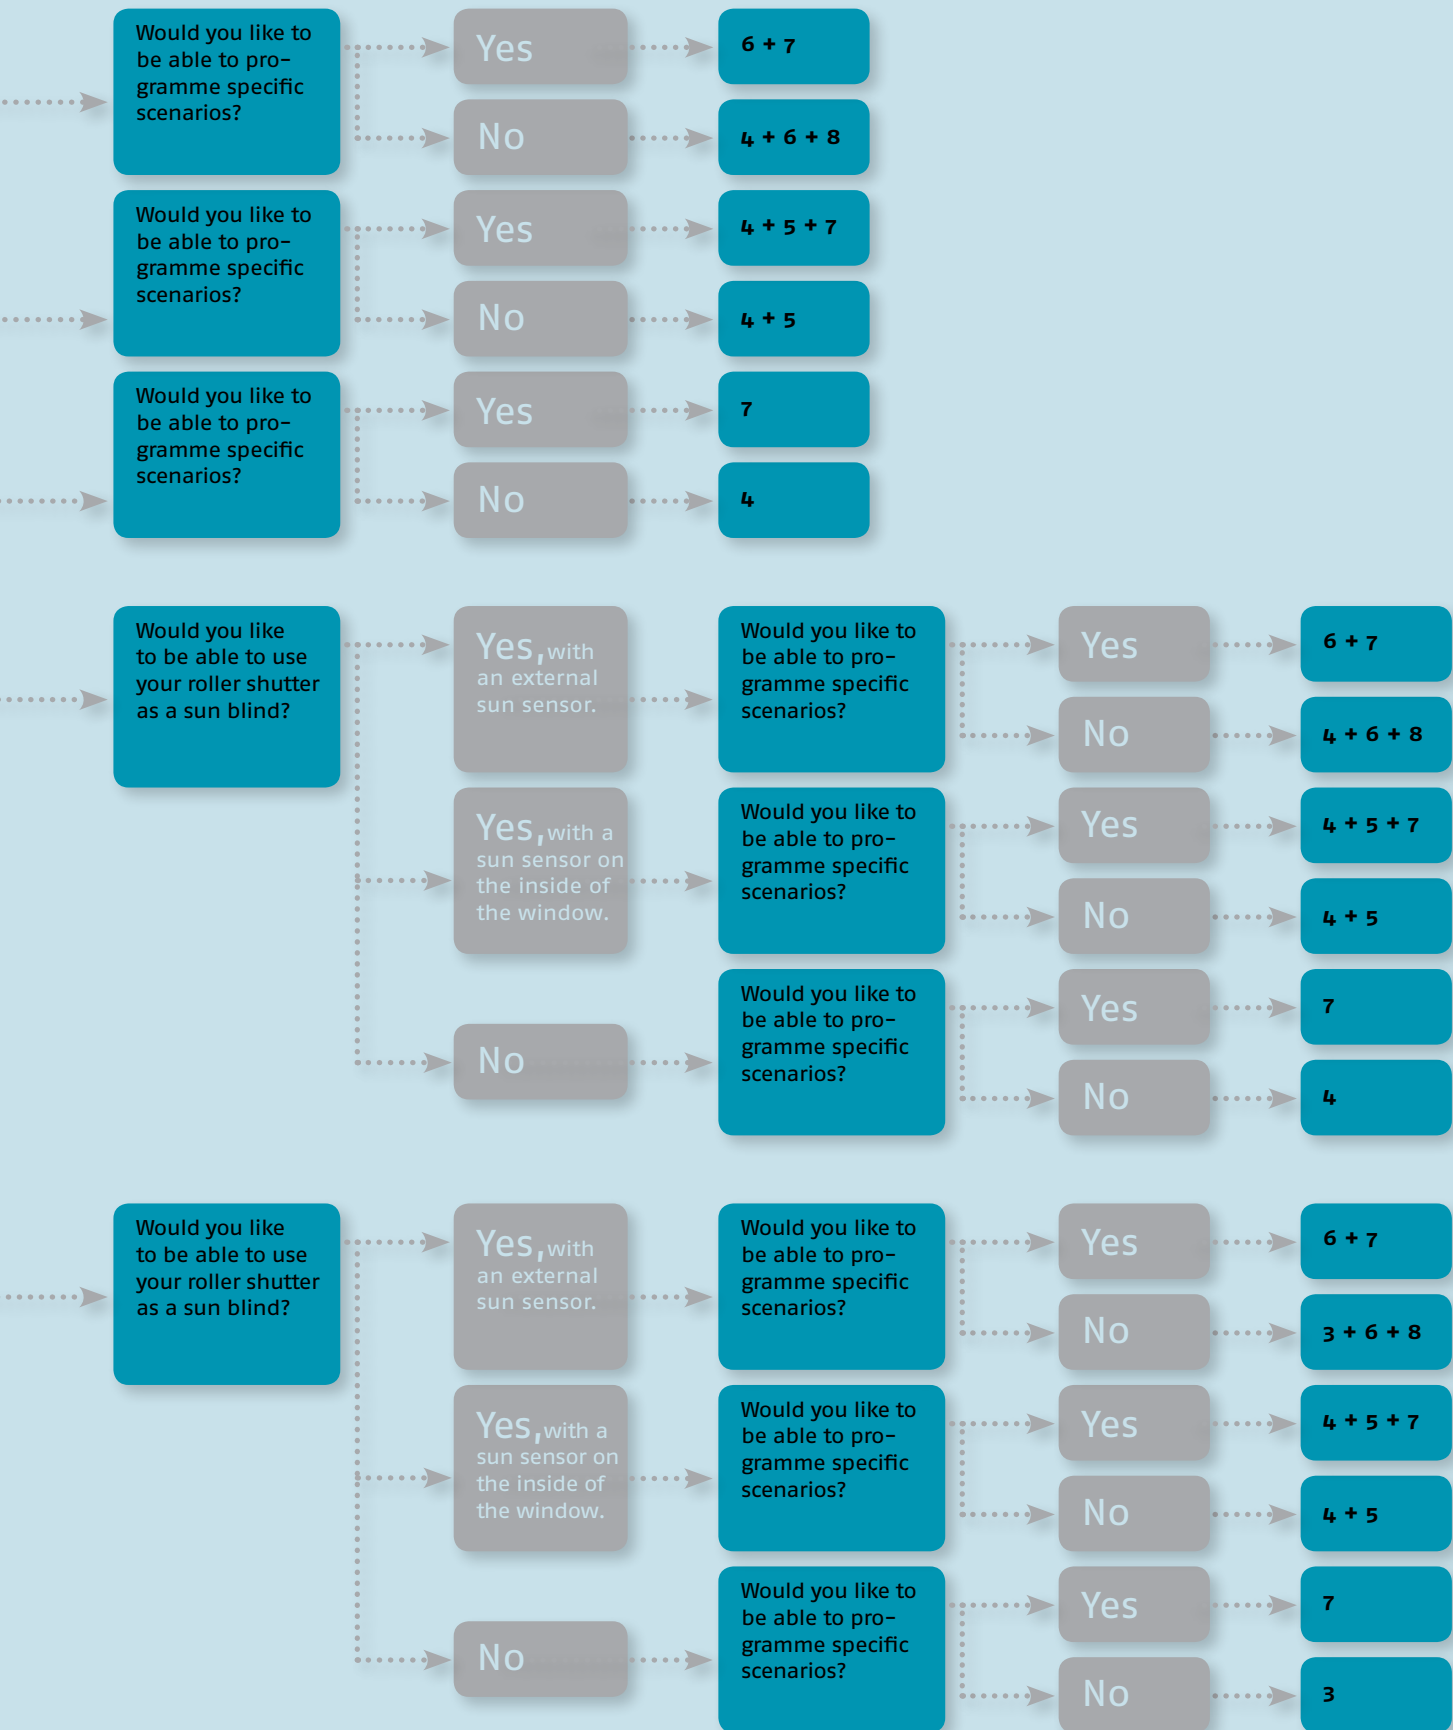 Would you like to
be able to pro-
gramme specific
scenarios?
Yes
6 + 7
No
4 + 6 + 8
Would you like to
be able to pro-
gramme specific
scenarios?
Yes
4 + 5 + 7
No
4 + 5
Would you like to
be able to pro-
gramme specific
scenarios?
Yes
7
No
4
Would you like
to be able to use
your roller shutter
as a sun blind?
Yes, with
an external
sun sensor.
Would you like to
be able to pro-
gramme specific
scenarios?
Yes
6 + 7
No
4 + 6 + 8
Yes, with a
sun sensor on
the inside of
the window.
Would you like to
be able to pro-
gramme specific
scenarios?
Yes
4 + 5 + 7
No
4 + 5
No
Would you like to
be able to pro-
gramme specific
scenarios?
Yes
7
No
4
Would you like
to be able to use
your roller shutter
as a sun blind?
Yes, with
an external
sun sensor.
Would you like to
be able to pro-
gramme specific
scenarios?
Yes
6 + 7
No
3 + 6 + 8
Yes, with a
sun sensor on
the inside of
the window.
Would you like to
be able to pro-
gramme specific
scenarios?
Yes
4 + 5 + 7
No
4 + 5
No
Would you like to
be able to pro-
gramme specific
scenarios?
Yes
7
No
3